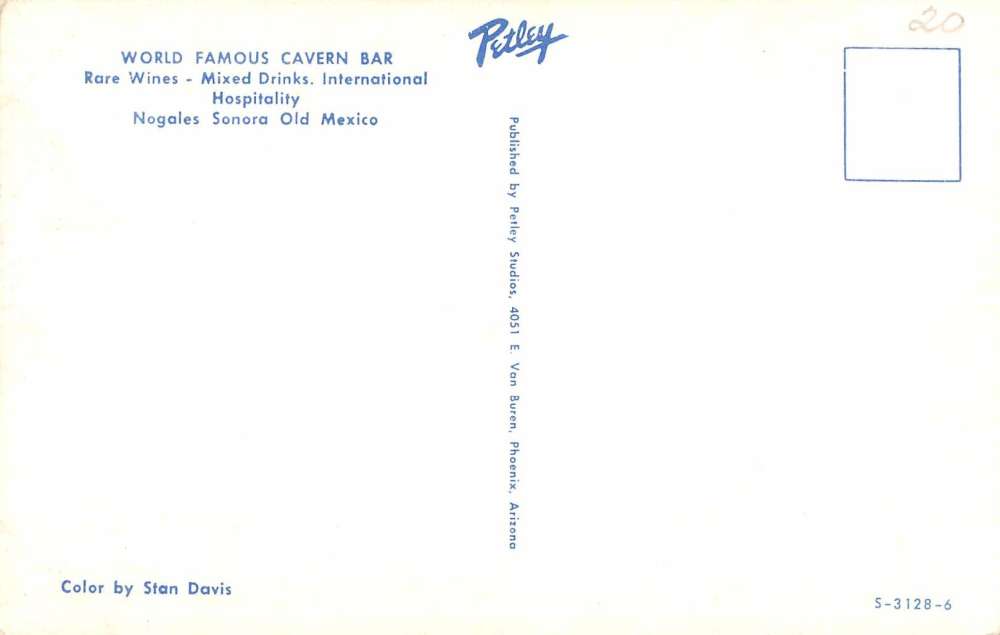 WORLD FAMOUS CAVERN BAR
Rare Wines - Mixed Drinks. International
Hospitality
Nogales Sonora Old Mexico
Color by Stan Davis
Petley
Published by Petley Studios, 4051 E. Van Buren, Phoenix, Arizona
20
S-3128-6